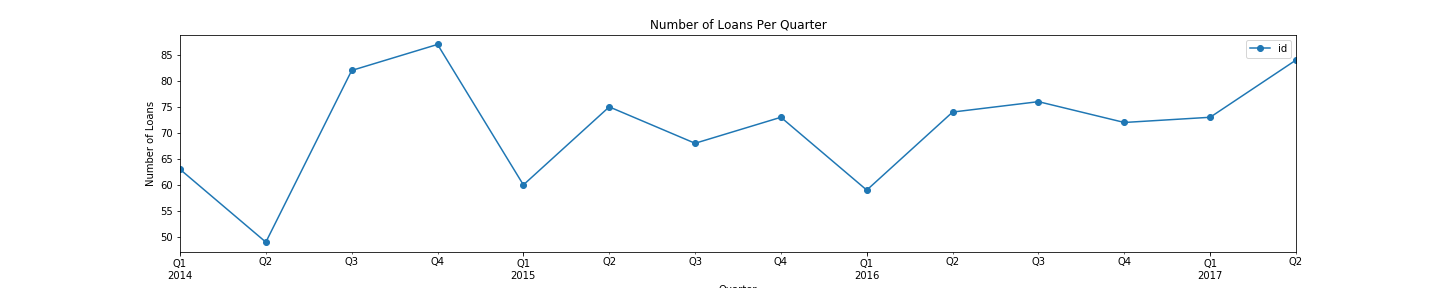 Number of Loans Per Quarter
id
Number of Loans
85
80
75
70
65
60
55
50
Q1 Q2 Q3 Q4 Q1 Q2 Q3 Q4 Q1 Q2 Q3 Q4 Q1 Q2
2014 2015 2016 2017
Quarter